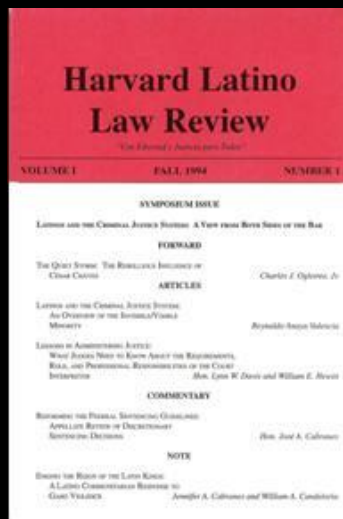 Harvard Latino
Law Review
VOLUME I FALL 1994 NUMBER 1
SYMPOSIUM ISSUE
LATINOS AND THE CRIMINAL JUSTICE SYSTEM: A VIEW FROM BOTH SIDES OF THE BAR
FORWARD
THE QUIET STORM: THE REBELLIOUS INFLUENCE OF
CESAR CHAVEZ Charles J. Ogletree, Jr.
ARTICLES
LATINOS AND THE CRIMINAL JUSTICE SYSTEM:
AN OVERVIEW OF THE INVISIBLE/VISIBLE
MINORITY Reynaldo Anaya Valencia
LESSONS IN ADMINISTERING JUSTICE:
WHAT JUDGES NEED TO KNOW ABOUT THE REQUIREMENTS,
ROLE, AND PROFESSIONAL RESPONSIBILITIES OF THE COURT
INTERPRETER Hon. Lynn W. Davis and William E. Hewitt
COMMENTARY
REFORMING THE FEDERAL SENTENCING GUIDELINES:
APPELLATE REVIEW OF DISCRETIONARY
SENTENCING DECISIONS Hon. José A. Cabranes
NOTE
ENDING THE REIGN OF THE LATIN KINGS:
A LATINO COMMUNITARIAN RESPONSE TO
GANG VIOLENCE Jennifer A. Cabranes and William A. Candelaria